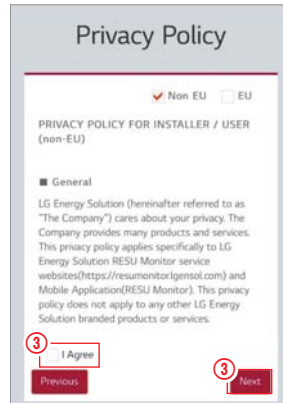 Privacy Policy
Non EU EU
PRIVACY POLICY FOR INSTALLER / USER
(non-EU)
■ General
LG Energy Solution (hereinafter referred to as
"The Company") cares about your privacy. The
Company provides many products and services.
This privacy policy applies specifically to LG
Energy Solution RESU Monitor service
websites(https://resumonitor.lgensol.com) and
Mobile Application(RESU Monitor). This privacy
policy does not apply to any other LG Energy
Solution branded products or services.
③ I Agree
③
Previous Next